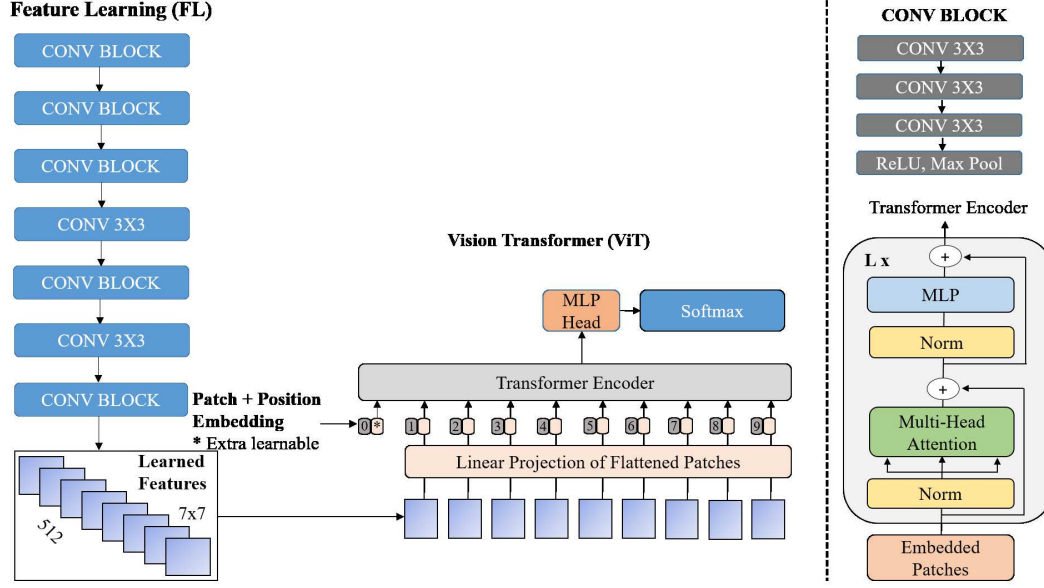 Feature Learning (FL)
CONV BLOCK
CONV BLOCK
CONV BLOCK
CONV 3X3
CONV BLOCK
CONV 3X3
CONV BLOCK
Learned
Features
7x7
512
Patch + Position
Embedding
* Extra learnable
Vision Transformer (ViT)
MLP
Head
Softmax
Transformer Encoder
0 * 1 2 3 4 5 6 7 8 9
Linear Projection of Flattened Patches
CONV BLOCK
CONV 3X3
CONV 3X3
CONV 3X3
ReLU, Max Pool
Transformer Encoder
L x
+
MLP
Norm
+
Multi-Head
Attention
Norm
Embedded
Patches